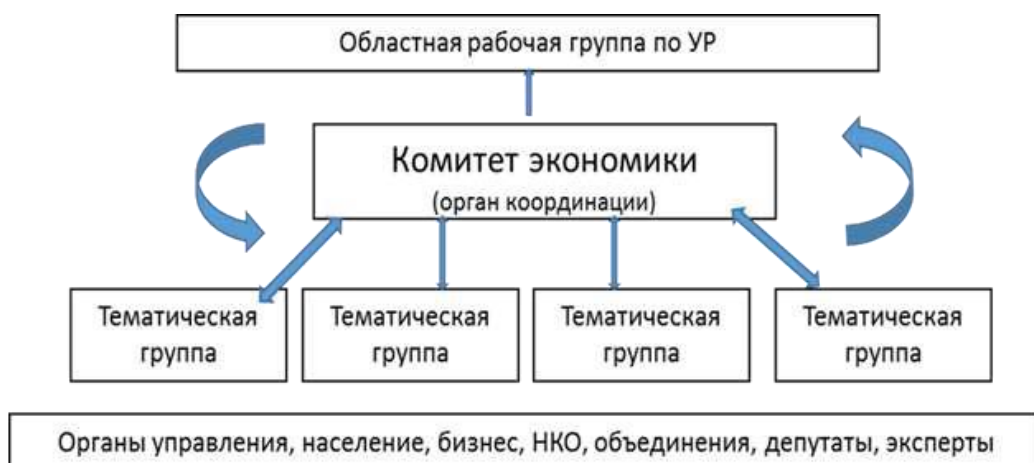 Областная рабочая группа по УР
Комитет экономики
(орган координации)
Тематическая
группа
Тематическая
группа
Тематическая
группа
Тематическая
группа
Органы управления, население, бизнес, НКО, объединения, депутаты, эксперты